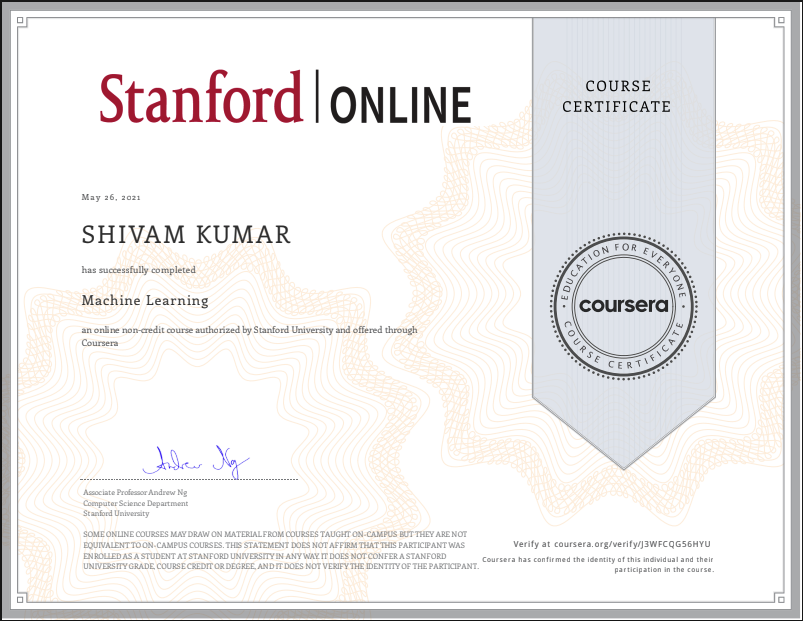 Stanford | ONLINE
COURSE
CERTIFICATE
May 26, 2021
SHIVAM KUMAR
has successfully completed
Machine Learning
an online non-credit course authorized by Stanford University and offered through
Coursera
EDUCATION FOR EVERYONE
coursera
COURSE CERTIFICATE
Andrew Ng
Associate Professor Andrew Ng
Computer Science Department
Stanford University
SOME ONLINE COURSES MAY DRAW ON MATERIAL FROM COURSES TAUGHT ON-CAMPUS BUT THEY ARE NOT
EQUIVALENT TO ON-CAMPUS COURSES. THIS STATEMENT DOES NOT AFFIRM THAT THIS PARTICIPANT WAS
ENROLLED AS A STUDENT AT STANFORD UNIVERSITY IN ANY WAY. IT DOES NOT CONFER A STANFORD
UNIVERSITY GRADE, COURSE CREDIT OR DEGREE, AND IT DOES NOT VERIFY THE IDENTITY OF THE PARTICIPANT.
Verify at coursera.org/verify/J3WFCQG56HYU
Coursera has confirmed the identity of this individual and their
participation in the course.